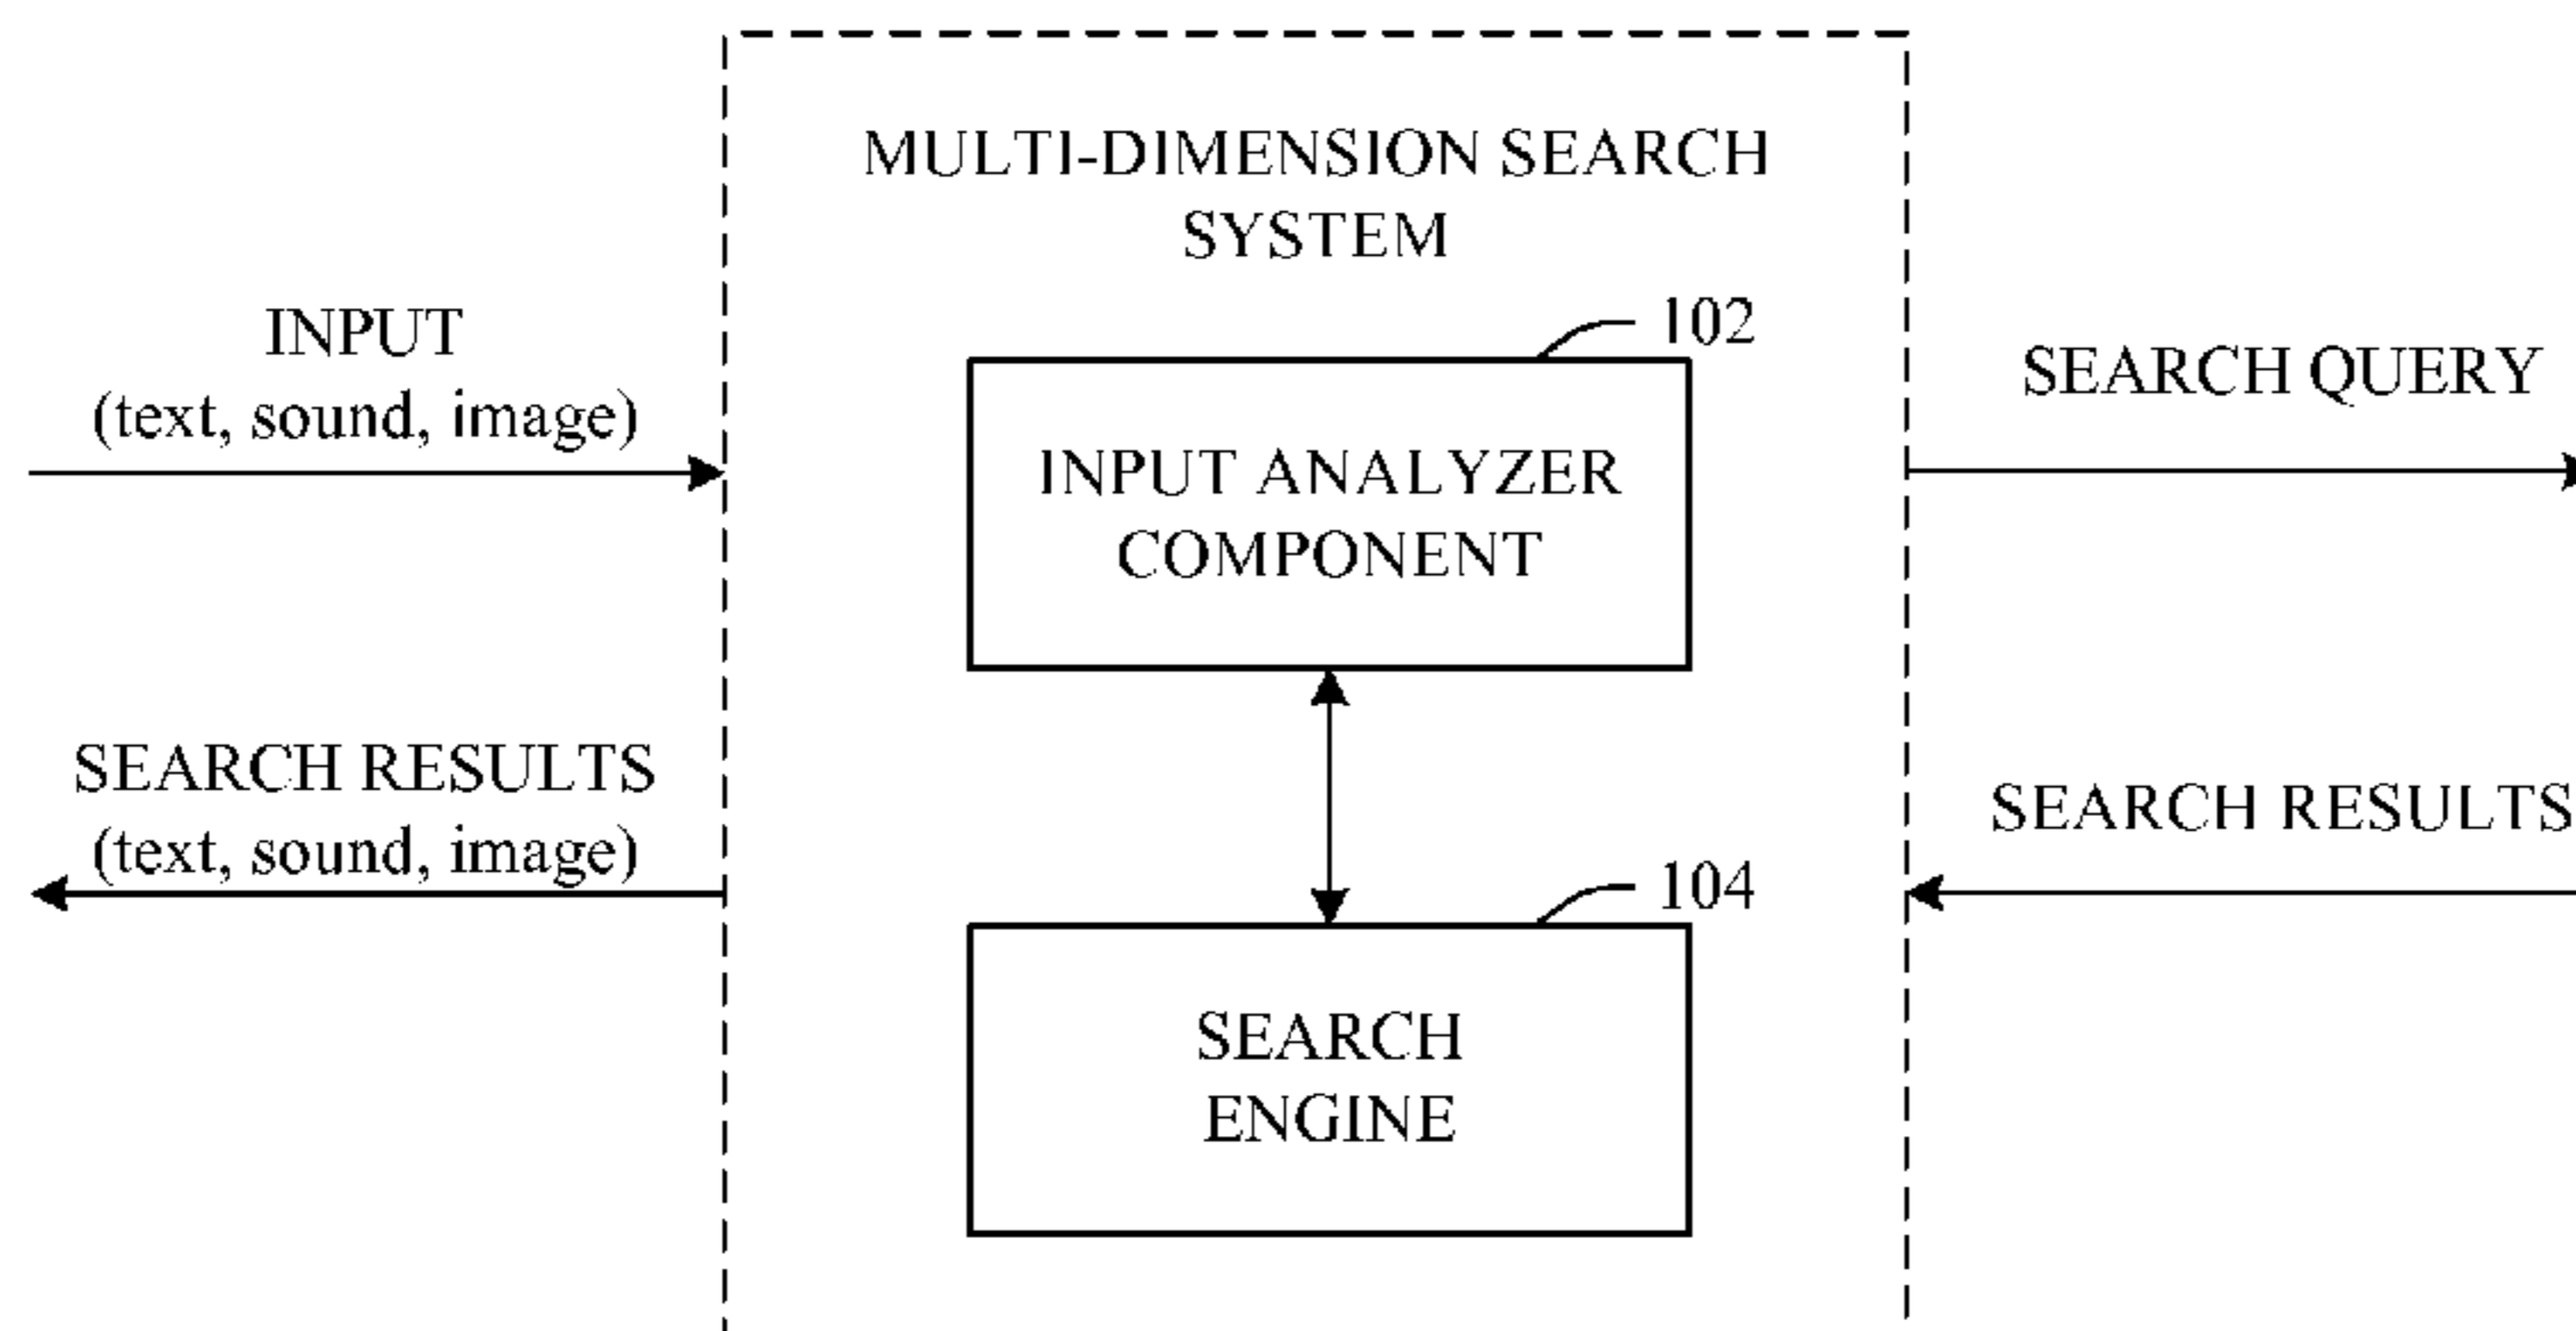 MULTI-DIMENSION SEARCH
SYSTEM
INPUT
(text, sound, image)
102
INPUT ANALYZER
COMPONENT
SEARCH QUERY
SEARCH RESULTS
(text, sound, image)
SEARCH RESULTS
104
SEARCH
ENGINE